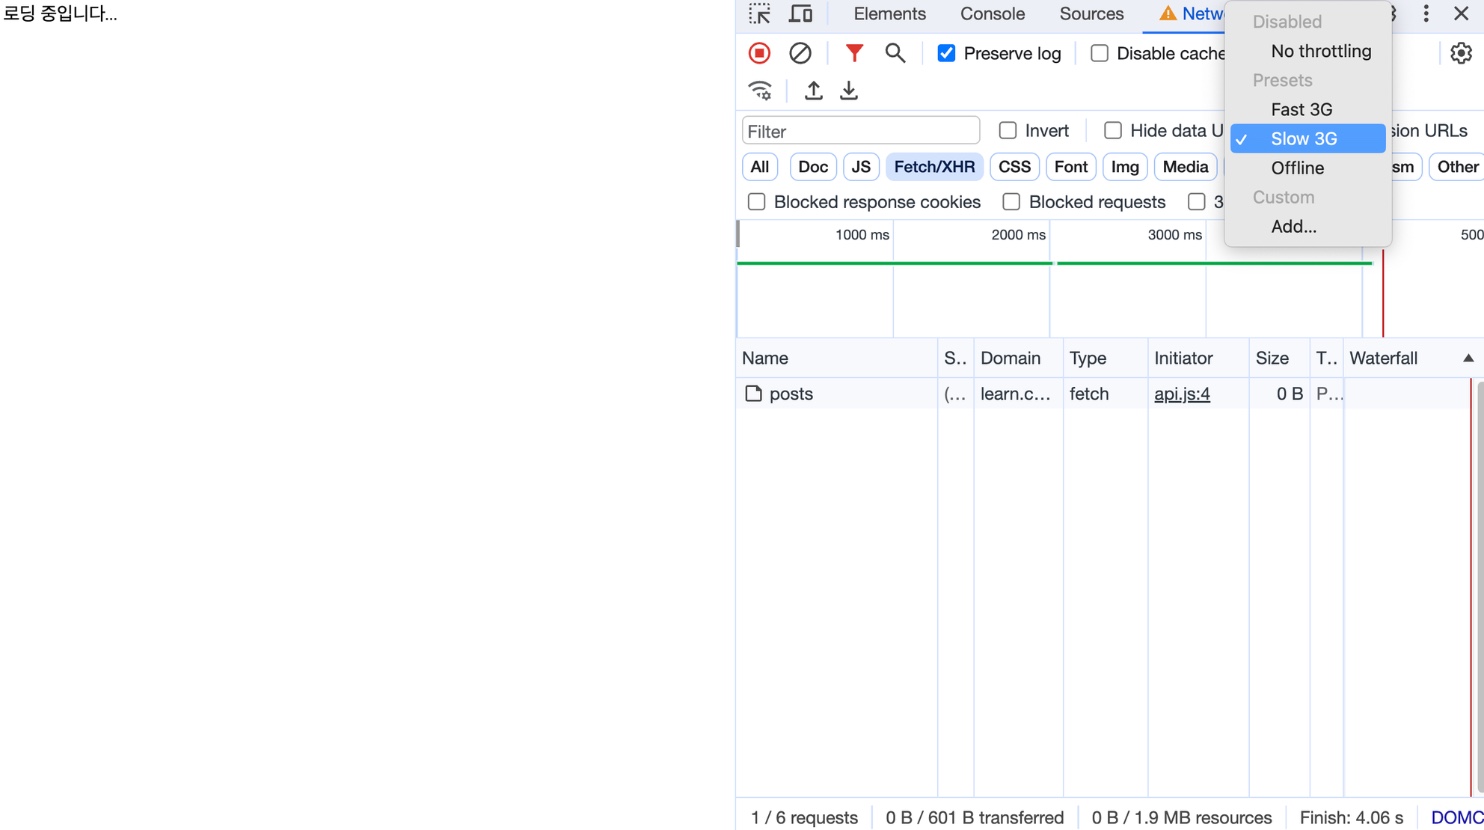 로딩 중입니다...
Elements Console Sources Netw
Disabled
No throttling
Presets
Fast 3G
Slow 3G
Offline
Custom
Add...
Preserve log Disable cache
Filter Invert Hide data U sion URLs
All Doc JS Fetch/XHR CSS Font Img Media sm Other
Blocked response cookies Blocked requests 3
1000 ms 2000 ms 3000 ms 500
Name S.. Domain Type Initiator Size T.. Waterfall
posts (... learn.c... fetch api.js:4 0 B P...
1 / 6 requests 0 B / 601 B transferred 0 B / 1.9 MB resources Finish: 4.06 s DOMC